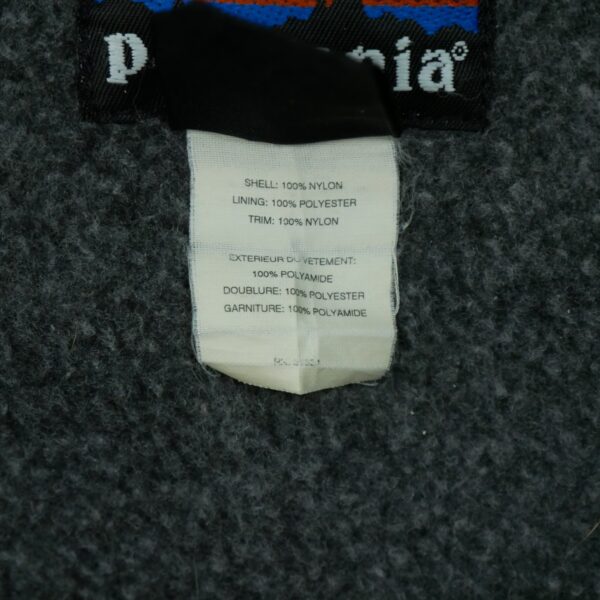 SHELL: 100% NYLON
LINING: 100% POLYESTER
TRIM: 100% NYLON
EXTERIEUR DU VETEMENT:
100% POLYAMIDE
DOUBLURE: 100% POLYESTER
GARNITURE: 100% POLYAMIDE